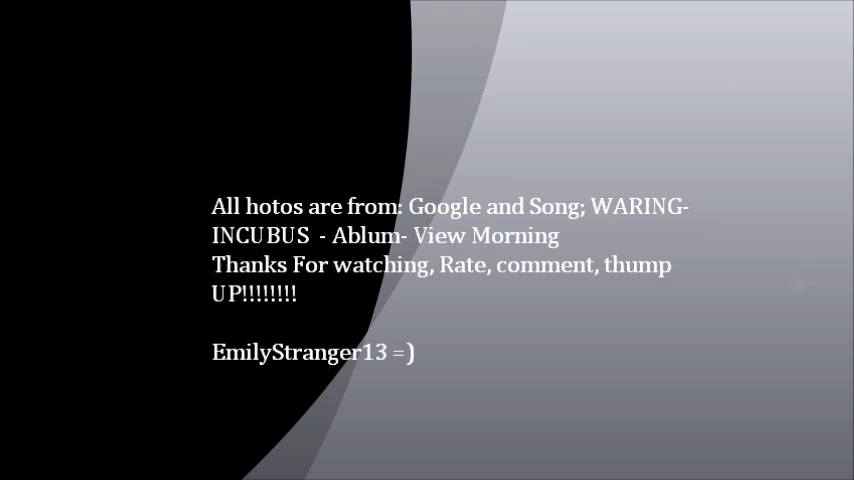 All hotos are from: Google and Song; WARING-
INCUBUS  - Ablum- View Morning
Thanks For watching, Rate, comment, thump
UP!!!!!!!!
EmilyStranger13 =)